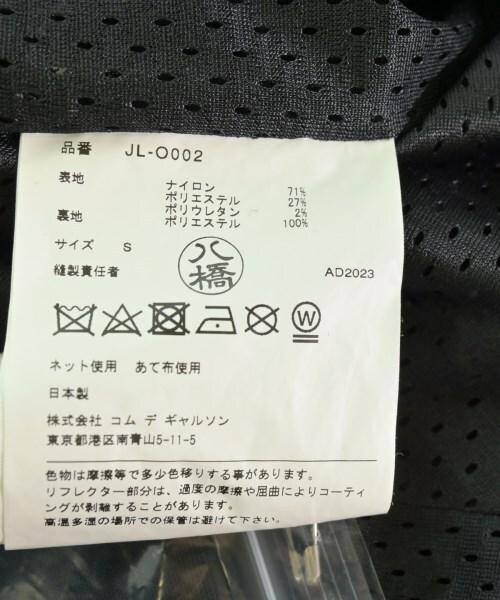 品番 JL-O002
表地 ナイロン 71%
ポリエステル 27%
ポリウレタン 2%
裏地 ポリエステル 100%
サイズ S
縫製責任者 八橋 AD2023
W
ネット使用 あて布使用
日本製
株式会社 コム デ ギャルソン
東京都港区南青山5-11-5
色物は摩擦等で多少色移りする事があります。
リフレクター部分は、過度の摩擦や屈曲によりコーティ
ングが剥離することがあります。
高温多湿の場所での保管は避けて下さい。